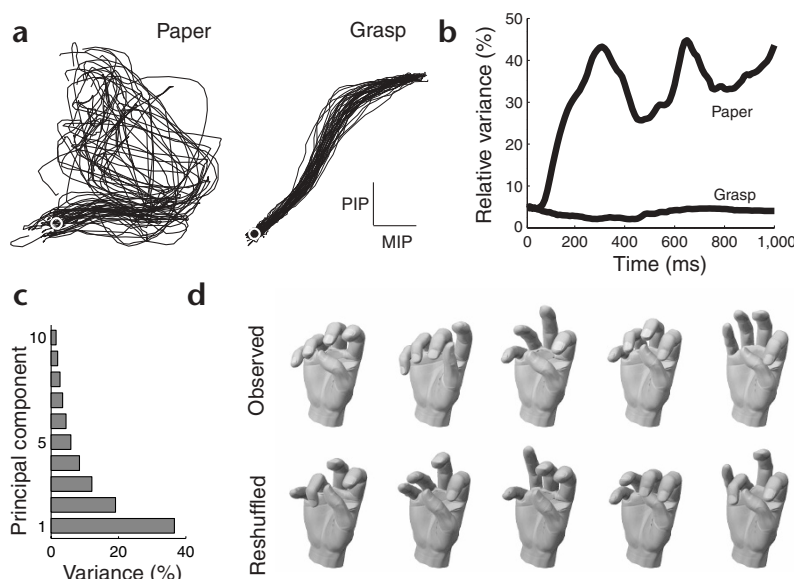 a
Paper
Grasp
PIP
MIP
b
Relative variance (%)
50
40
30
20
10
0
Paper
Grasp
0
200
400
600
800
1,000
Time (ms)
c
Principal component
10
5
1
0
20
40
Variance (%)
d
Observed
Reshuffled